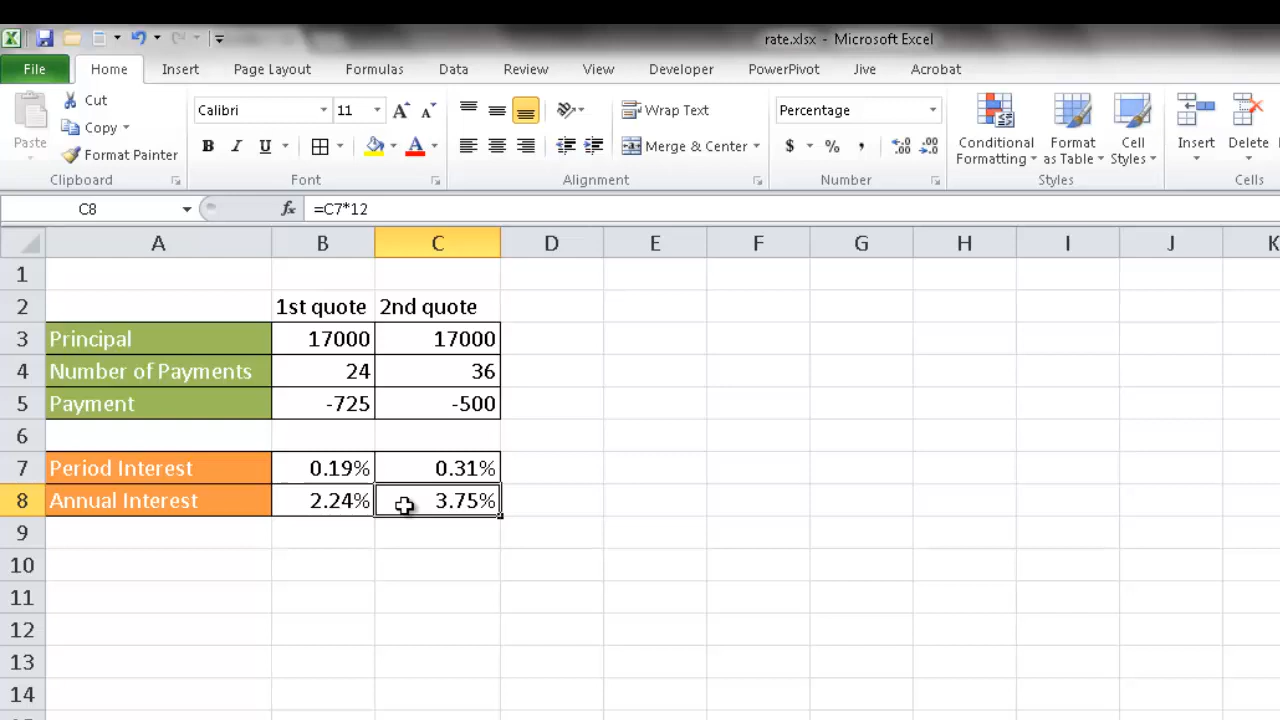 rate.xlsx - Microsoft Excel
File Home Insert Page Layout Formulas Data Review View Developer PowerPivot Jive Acrobat
Paste Cut Copy Format Painter
Calibri 11 A A Wrap Text Percentage
B I U A Merge & Center $ % , .00 .00
Conditional Formatting Format as Table Cell Styles Insert Delete
Clipboard Font Alignment Number Styles Cells
C8 fx =C7*12
A B C D E F G H I J K
1
2 1st quote 2nd quote
3 Principal 17000 17000
4 Number of Payments 24 36
5 Payment -725 -500
6
7 Period Interest 0.19% 0.31%
8 Annual Interest 2.24% 3.75%
9
10
11
12
13
14